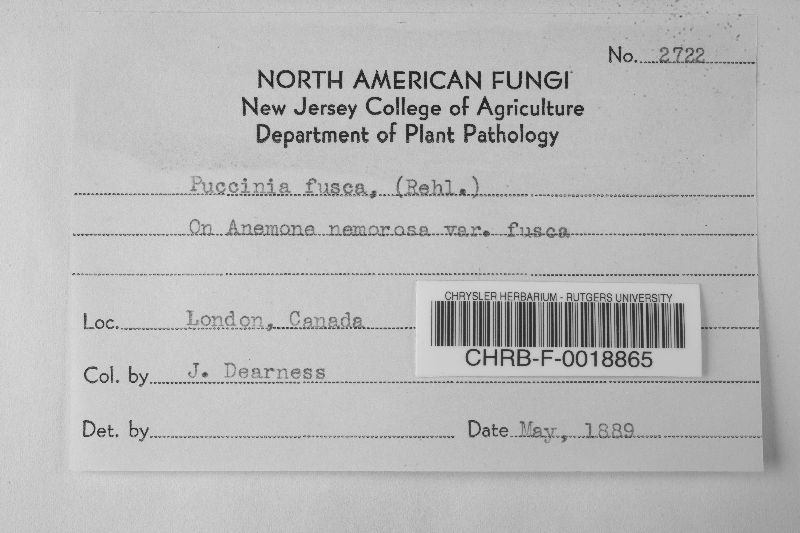 No. 2722
NORTH AMERICAN FUNGI
New Jersey College of Agriculture
Department of Plant Pathology
Puccinia fusca, (Rehl.)
On Anemone nemorosa var. fusca
Loc. London, Canada
CHRYSLER HERBARIUM - RUTGERS UNIVERSITY
CHRB-F-0018865
Col. by J. Dearness
Det. by
Date May, 1889